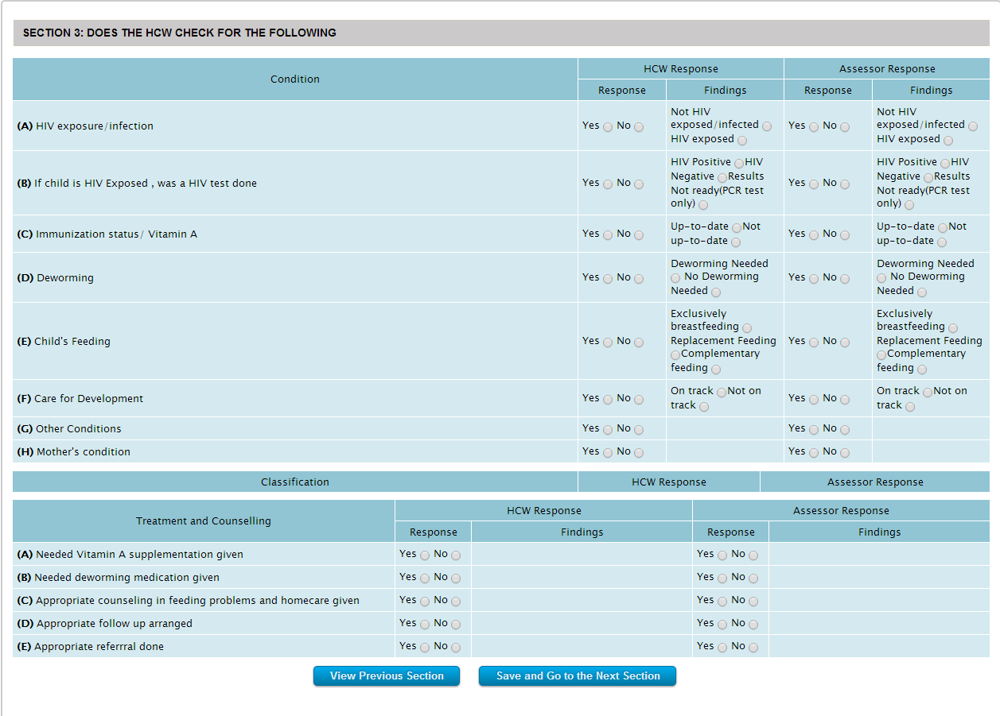 SECTION 3: DOES THE HCW CHECK FOR THE FOLLOWING
Condition
HCW Response
Assessor Response
Response
Findings
Response
Findings
(A) HIV exposure/infection
Yes No
Not HIV
exposed/infected
HIV exposed
Yes No
Not HIV
exposed/infected
HIV exposed
(B) If child is HIV Exposed , was a HIV test done
Yes No
HIV Positive HIV
Negative Results
Not ready(PCR test
only)
Yes No
HIV Positive HIV
Negative Results
Not ready(PCR test
only)
(C) Immunization status/ Vitamin A
Yes No
Up-to-date Not
up-to-date
Yes No
Up-to-date Not
up-to-date
(D) Deworming
Yes No
Deworming Needed
No Deworming
Needed
Yes No
Deworming Needed
No Deworming
Needed
(E) Child's Feeding
Yes No
Exclusively
breastfeeding
Replacement Feeding
Complementary
feeding
Yes No
Exclusively
breastfeeding
Replacement Feeding
Complementary
feeding
(F) Care for Development
Yes No
On track Not on
track
Yes No
On track Not on
track
(G) Other Conditions
Yes No
Yes No
(H) Mother's condition
Yes No
Yes No
Classification
HCW Response
Assessor Response
Treatment and Counselling
HCW Response
Assessor Response
Response
Findings
Response
Findings
(A) Needed Vitamin A supplementation given
Yes No
Yes No
(B) Needed deworming medication given
Yes No
Yes No
(C) Appropriate counseling in feeding problems and homecare given
Yes No
Yes No
(D) Appropriate follow up arranged
Yes No
Yes No
(E) Appropriate referrral done
Yes No
Yes No
View Previous Section
Save and Go to the Next Section